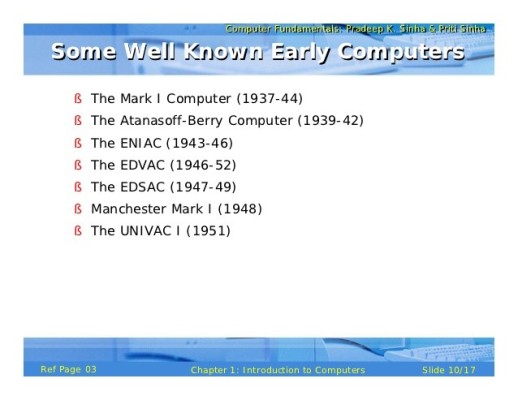 Computer Fundamentals: Pradeep K. Sinha & Priti Sinha
Some Well Known Early Computers
ß The Mark I Computer (1937-44)
ß The Atanasoff-Berry Computer (1939-42)
ß The ENIAC (1943-46)
ß The EDVAC (1946-52)
ß The EDSAC (1947-49)
ß Manchester Mark I (1948)
ß The UNIVAC I (1951)
Ref Page 03 Chapter 1: Introduction to Computers Slide 10/17